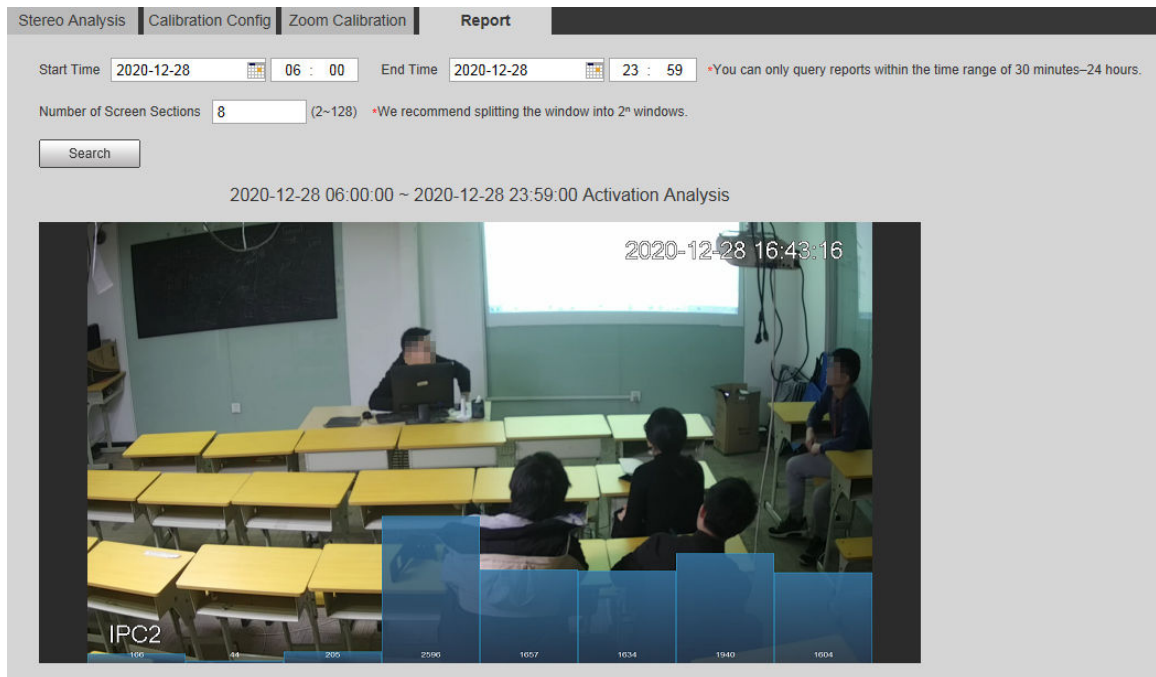 Stereo Analysis Calibration Config Zoom Calibration Report
Start Time 2020-12-28 06 : 00 End Time 2020-12-28 23 : 59 *You can only query reports within the time range of 30 minutes–24 hours.
Number of Screen Sections 8 (2~128) *We recommend splitting the window into 2ⁿ windows.
Search
2020-12-28 06:00:00 ~ 2020-12-28 23:59:00 Activation Analysis
2020-12-28 16:43:16
IPC2
166 44 205 2596 1657 1634 1940 1604